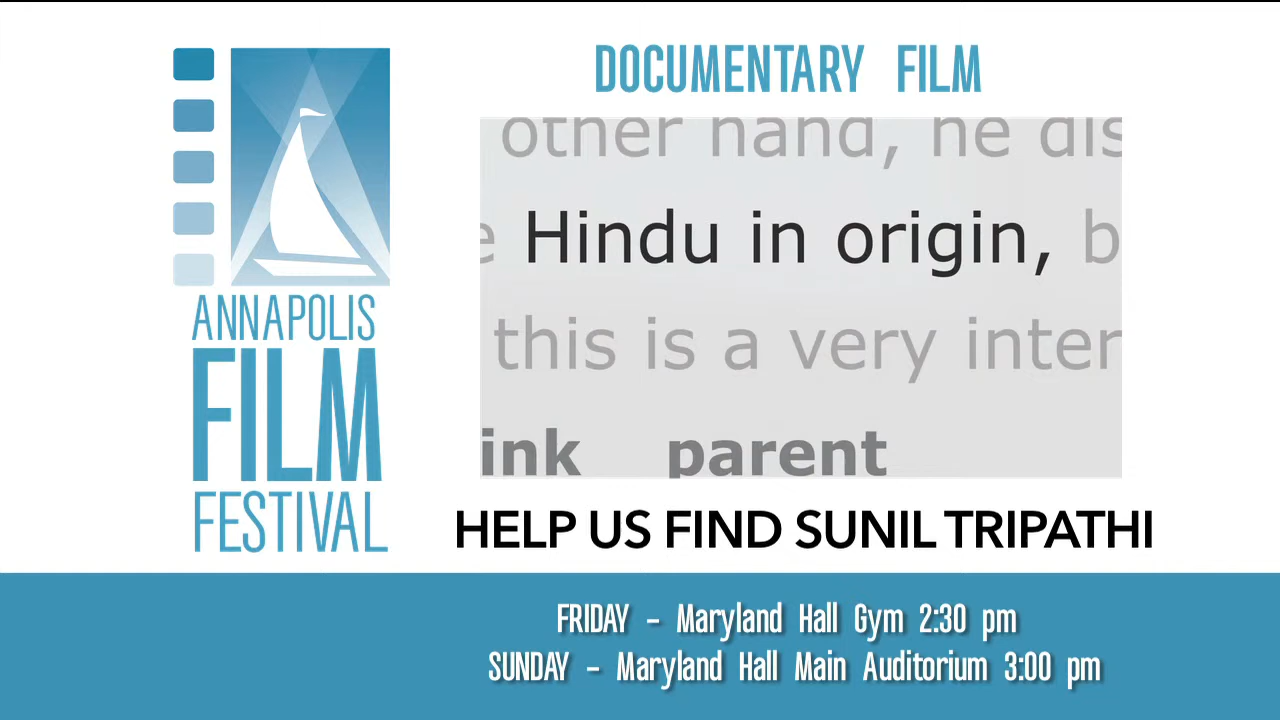 DOCUMENTARY FILM
other hand, he dis
e Hindu in origin, b
this is a very inter
ink parent
ANNAPOLIS
FILM
FESTIVAL
HELP US FIND SUNIL TRIPATHI
FRIDAY - Maryland Hall Gym 2:30 pm
SUNDAY - Maryland Hall Main Auditorium 3:00 pm